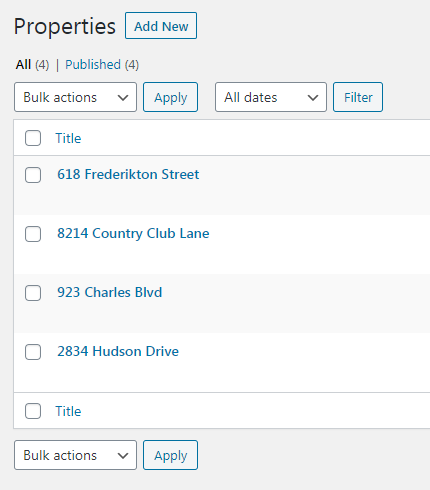 Properties Add New
All (4) | Published (4)
Bulk actions Apply All dates Filter
Title
618 Frederikton Street
8214 Country Club Lane
923 Charles Blvd
2834 Hudson Drive
Title
Bulk actions Apply